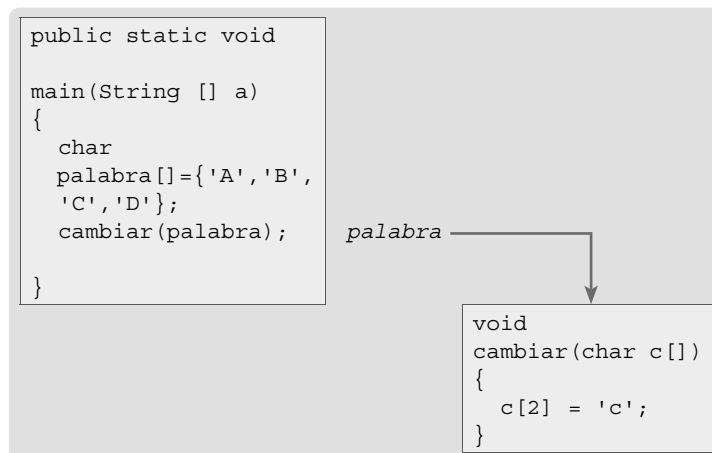 public static void
main(String [] a)
{
char
palabra[]={'A','B',
'C','D'};
cambiar(palabra);
}
palabra
void
cambiar(char c[])
{
c[2] = 'c';
}